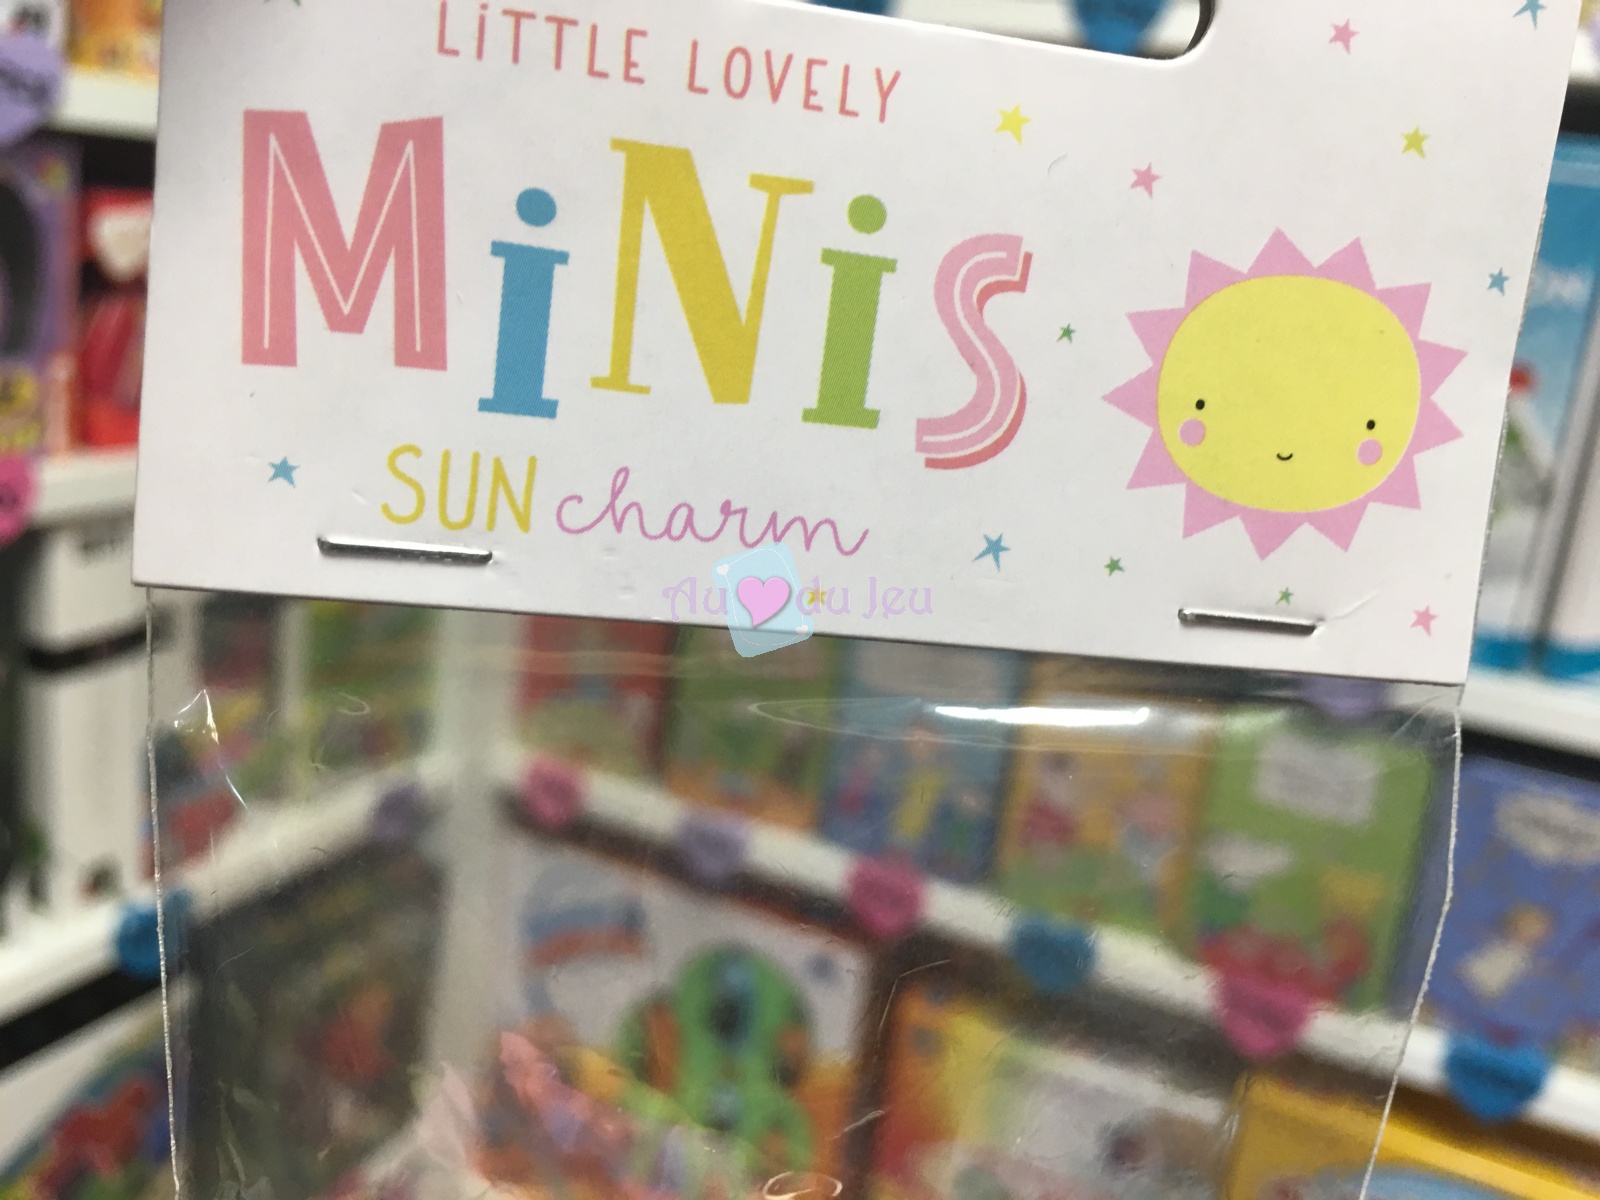 LiTTLE LOVELY
MiNiS
SUN charm
Au du Jeu